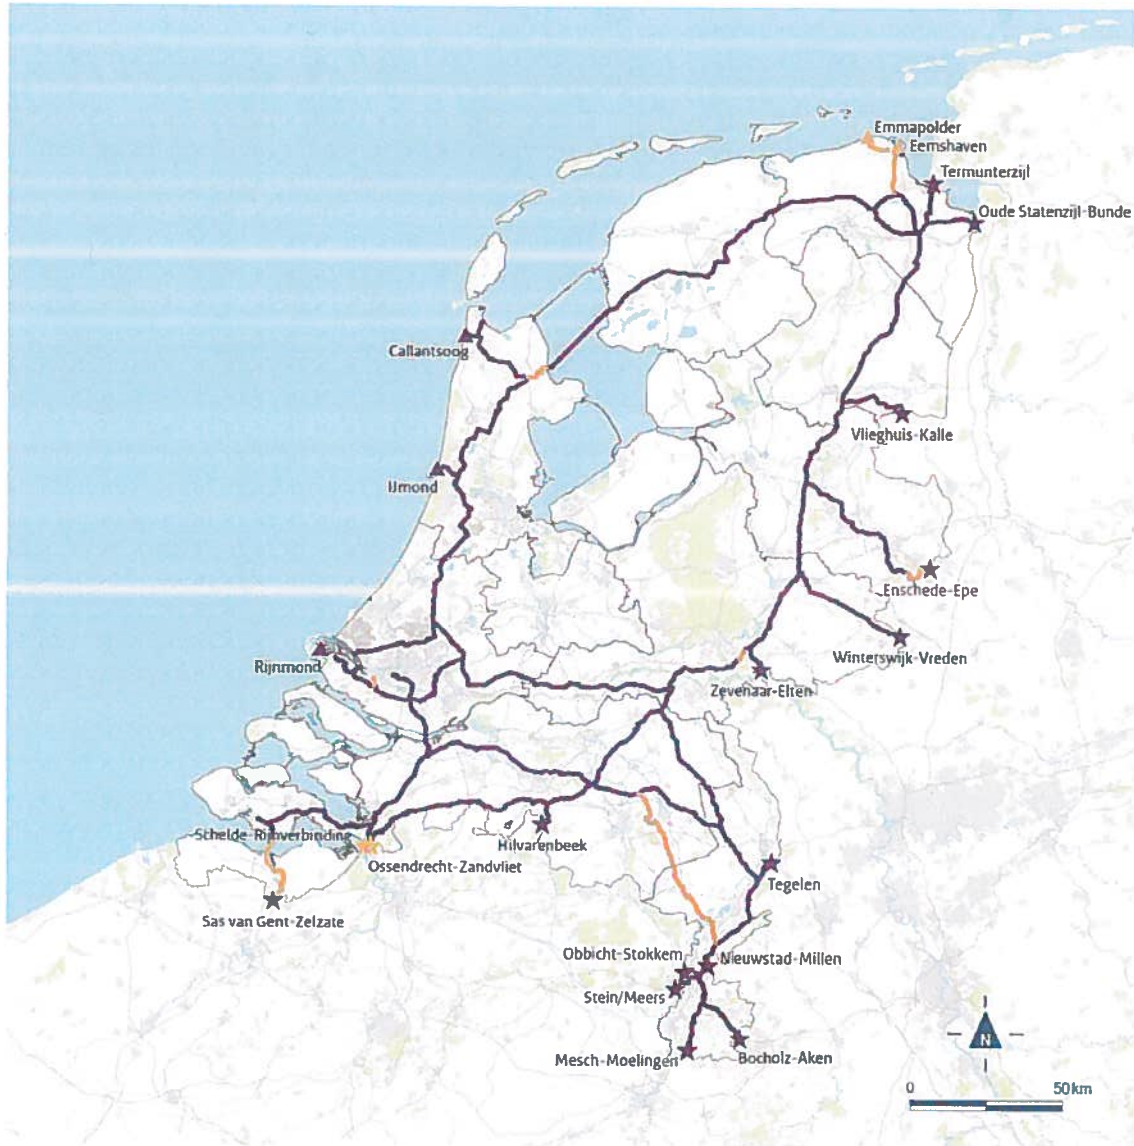 Emmapolder
Eemshaven
Termunterzijl
Oude Statenzijl-Bunde
Callantsoog
Vlieghuis-Kalle
IJmond
Enschede-Epe
Winterswijk-Vreden
Rijnmond
Zevenaar-Elten
Schelde-Rijnverbinding
Hilvarenbeek
Ossendrecht-Zandvliet
Tegelen
Sas van Gent-Zelzate
Obbicht-Stokkem
Nieuwstad-Millen
Stein/Meers
Mesch-Moelingen
Bocholz-Aken
N
0
50km